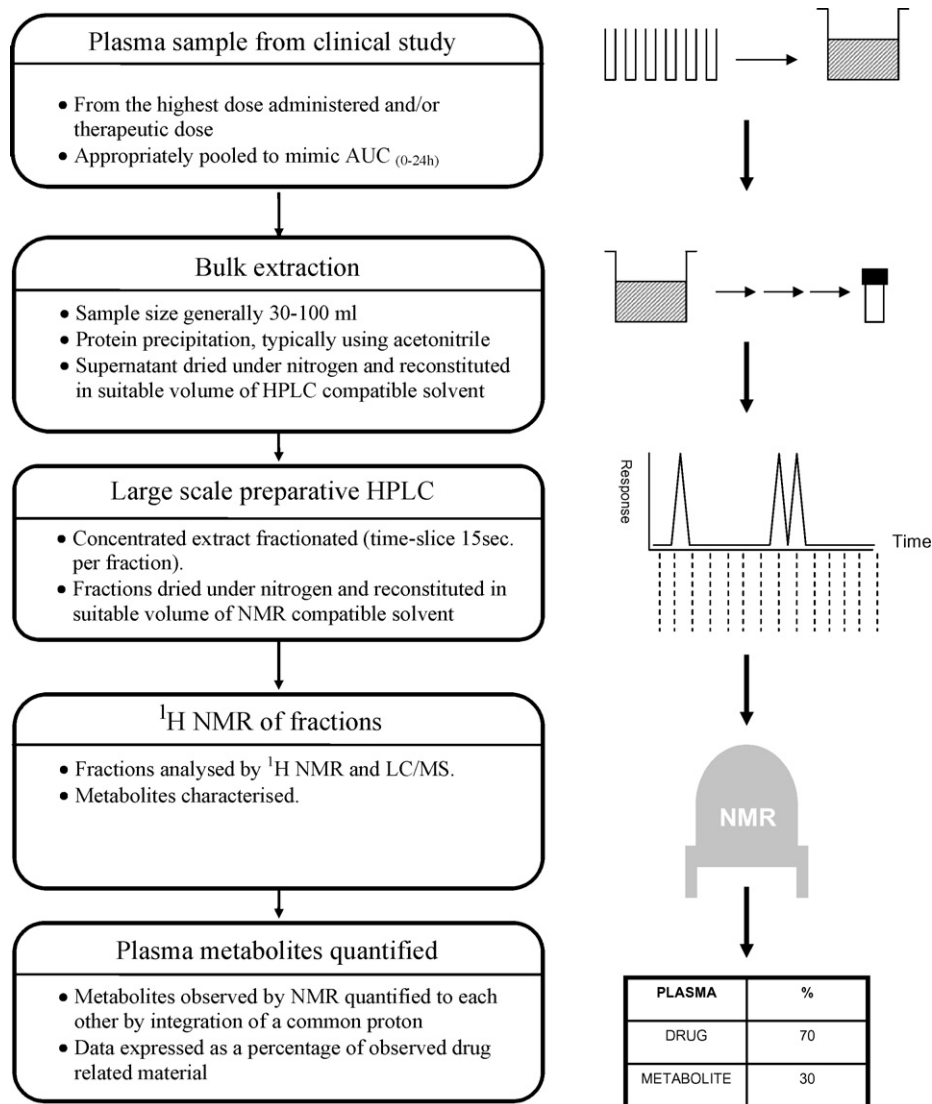 Plasma sample from clinical study
• From the highest dose administered and/or
therapeutic dose
• Appropriately pooled to mimic AUC (0-24h)
Bulk extraction
• Sample size generally 30-100 ml
• Protein precipitation, typically using acetonitrile
• Supernatant dried under nitrogen and reconstituted
in suitable volume of HPLC compatible solvent
Large scale preparative HPLC
• Concentrated extract fractionated (time-slice 15sec.
per fraction).
• Fractions dried under nitrogen and reconstituted in
suitable volume of NMR compatible solvent
Response
Time
¹H NMR of fractions
• Fractions analysed by ¹H NMR and LC/MS.
• Metabolites characterised.
NMR
Plasma metabolites quantified
• Metabolites observed by NMR quantified to each
other by integration of a common proton
• Data expressed as a percentage of observed drug
related material
PLASMA %
DRUG 70
METABOLITE 30